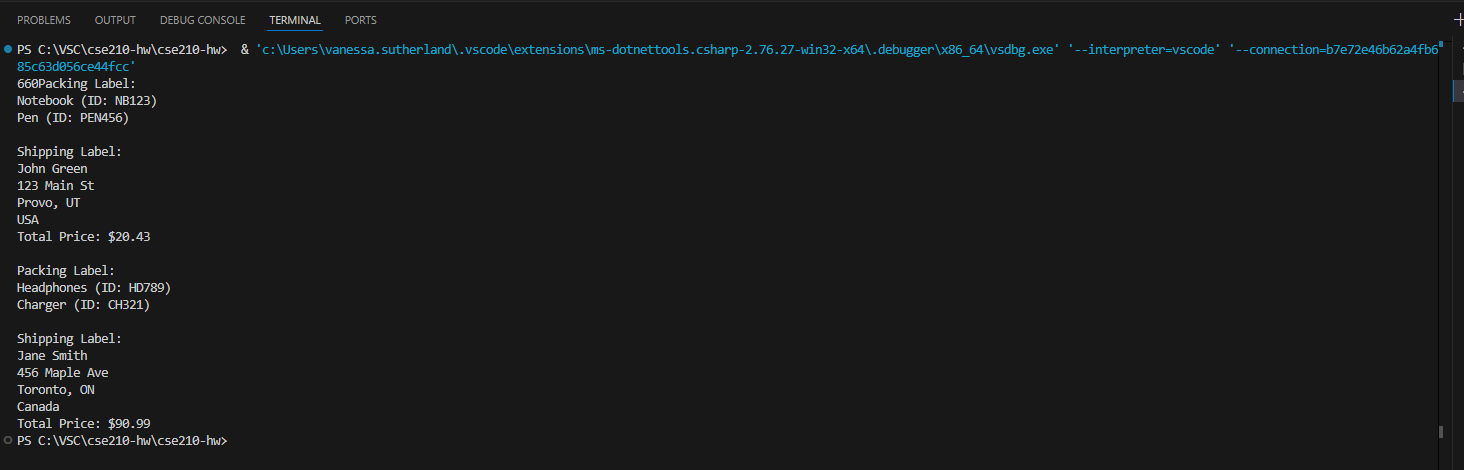 PROBLEMS OUTPUT DEBUG CONSOLE TERMINAL PORTS
PS C:\VSC\cse210-hw\cse210-hw> & 'c:\Users\vanessa.sutherland\.vscode\extensions\ms-dotnettools.csharp-2.76.27-win32-x64\.debugger\x86_64\vsdbg.exe' '--interpreter=vscode' '--connection=b7e72e46b62a4fb6
85c63d056ce44fcc'
660Packing Label:
Notebook (ID: NB123)
Pen (ID: PEN456)
Shipping Label:
John Green
123 Main St
Provo, UT
USA
Total Price: $20.43
Packing Label:
Headphones (ID: HD789)
Charger (ID: CH321)
Shipping Label:
Jane Smith
456 Maple Ave
Toronto, ON
Canada
Total Price: $90.99
PS C:\VSC\cse210-hw\cse210-hw>